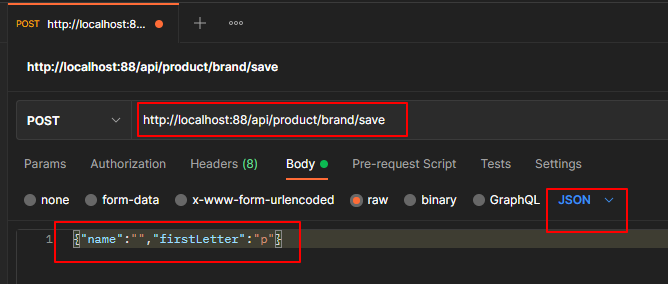 POST http://localhost:8...
http://localhost:88/api/product/brand/save
POST http://localhost:88/api/product/brand/save
Params Authorization Headers (8) Body Pre-request Script Tests Settings
none form-data x-www-form-urlencoded raw binary GraphQL JSON
1 {"name":"","firstLetter":"p"}